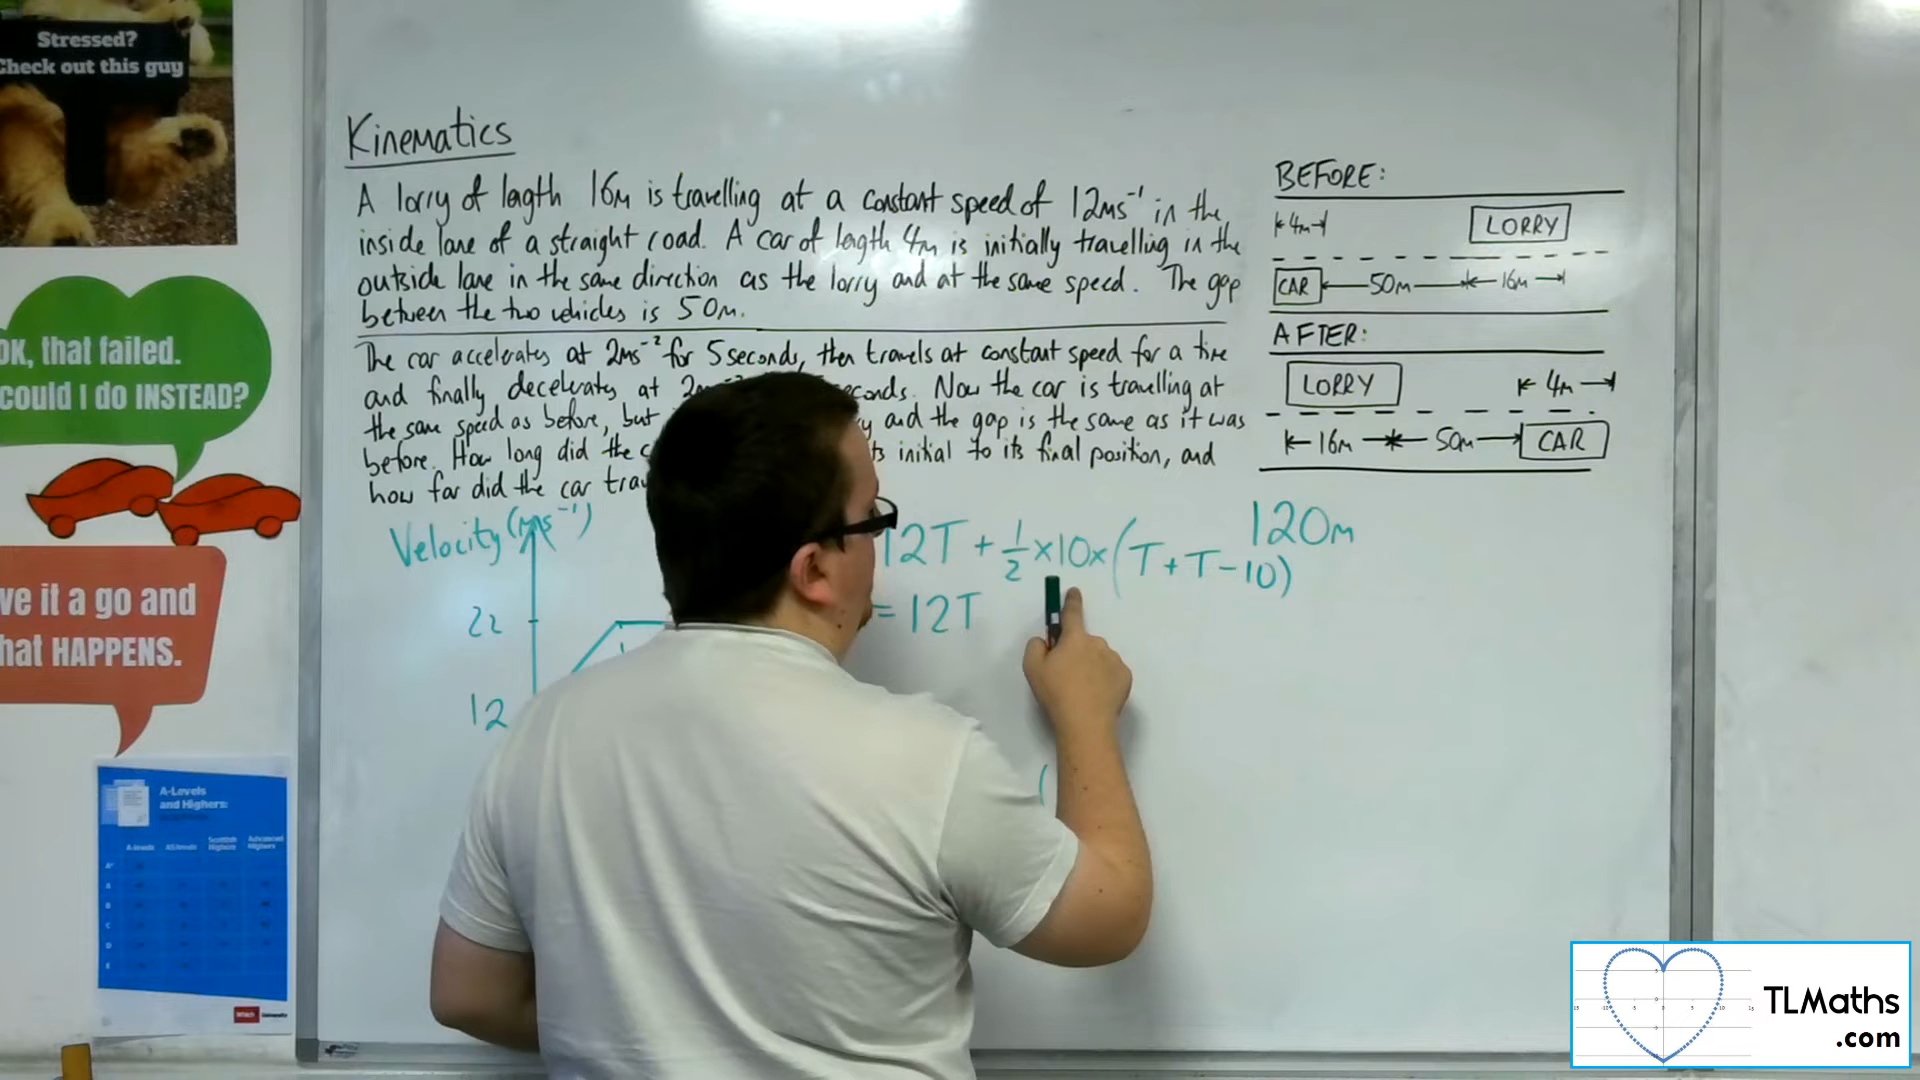 Stressed?
Check out this guy
OK, that failed.
could I do INSTEAD?
ve it a go and
hat HAPPENS.
A-Levels
and Highers:
Kinematics
A lorry of length 16m is travelling at a constant speed of 12ms⁻¹ in the
inside lane of a straight road. A car of length 4m is initially travelling in the
outside lane in the same direction as the lorry and at the same speed. The gap
between the two vehicles is 50m.
The car accelerates at 2ms⁻² for 5 seconds, then travels at constant speed for a time
and finally decelerates at 2ms⁻² econds. Now the car is travelling at
the same speed as before, but y and the gap is the same as it was
before. How long did the c ts initial to its final position, and
how far did the car trav
BEFORE:
4m LORRY
CAR 50m 16m
AFTER:
LORRY 4m
16m 50m CAR
Velocity (ms⁻¹)
22
12
12T + 1/2 × 10 × (T + T - 10)
120m
= 12T
(
TLMaths
.com